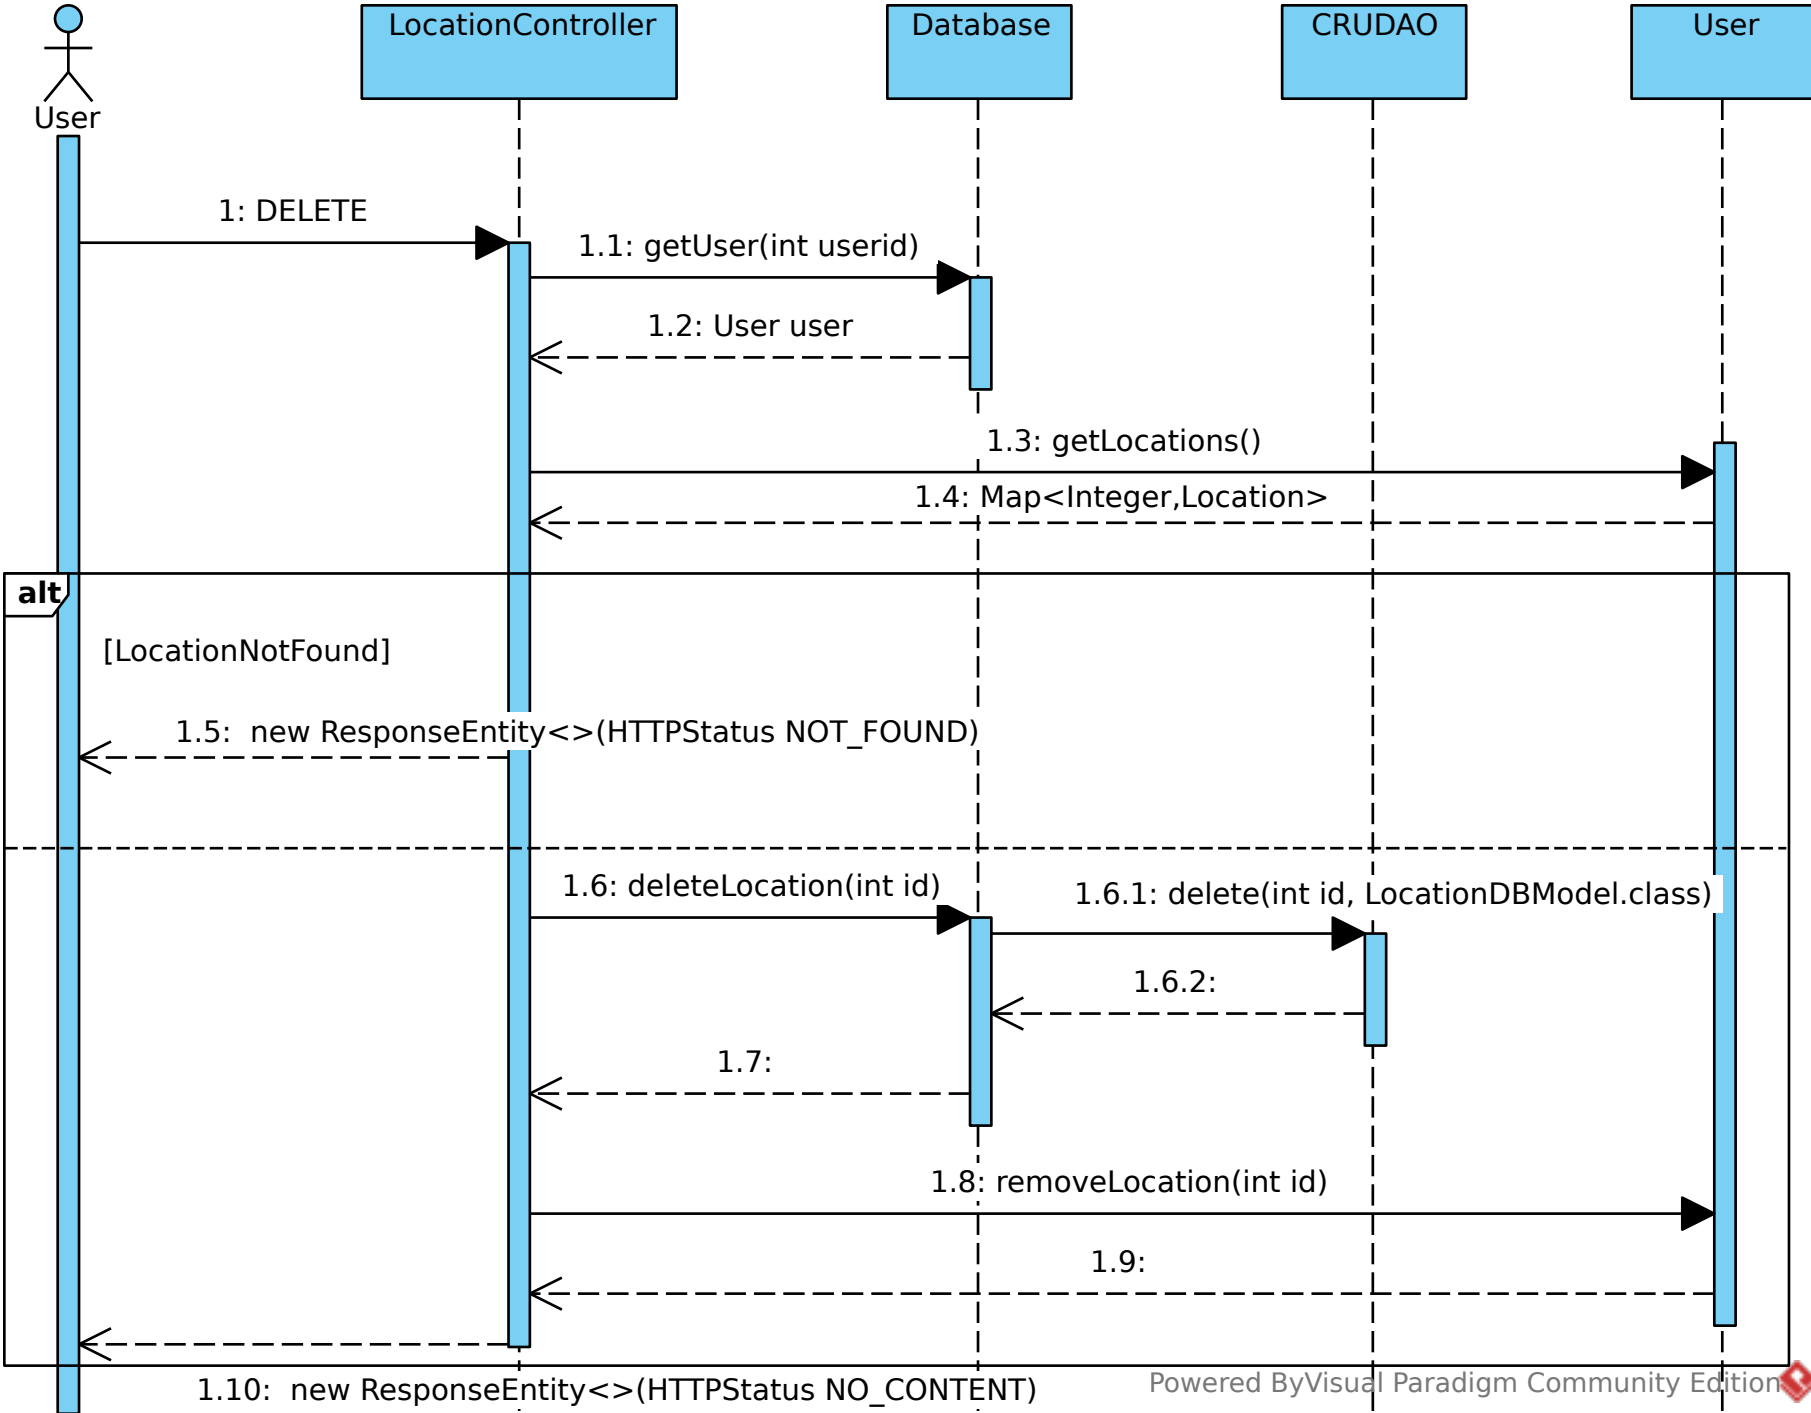 LocationController
Database
CRUDAO
User
User
1: DELETE
1.1: getUser(int userid)
1.2: User user
1.3: getLocations()
1.4: Map<Integer,Location>
alt
[LocationNotFound]
1.5:  new ResponseEntity<>(HTTPStatus NOT_FOUND)
1.6: deleteLocation(int id)
1.6.1: delete(int id, LocationDBModel.class)
1.6.2:
1.7:
1.8: removeLocation(int id)
1.9:
1.10:  new ResponseEntity<>(HTTPStatus NO_CONTENT)
Powered ByVisual Paradigm Community Edition